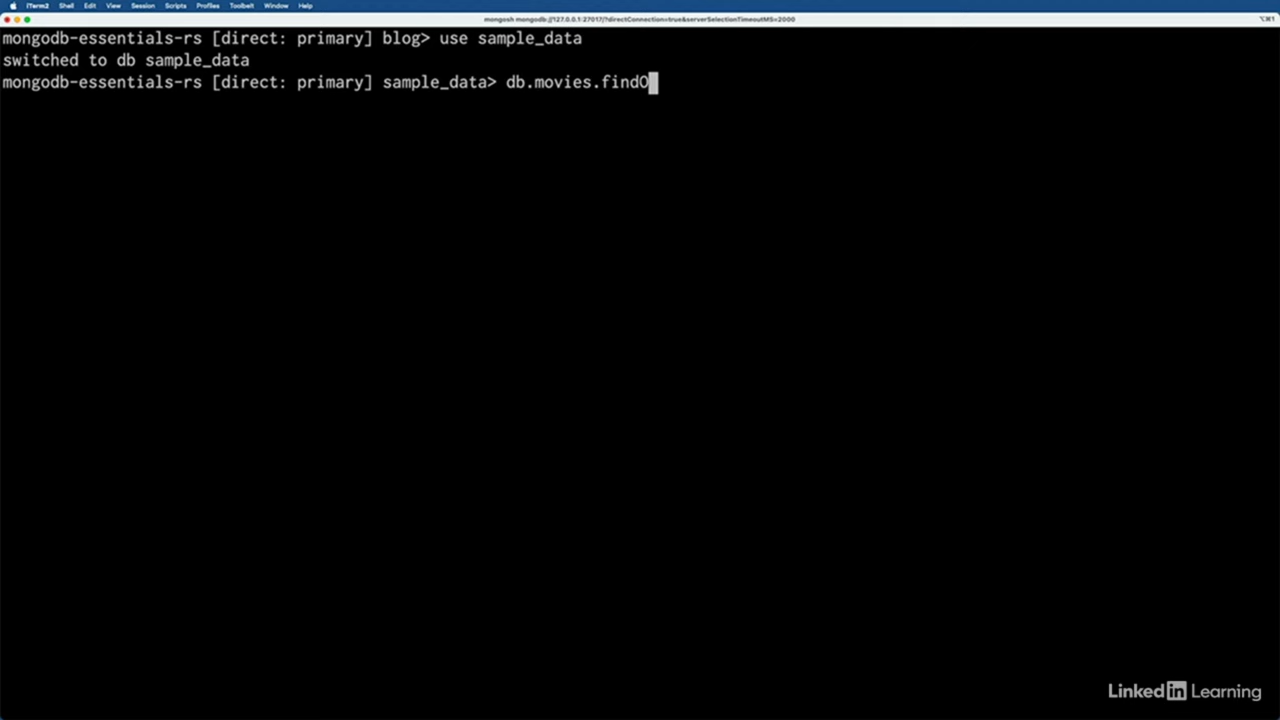 iTerm2 Shell Edit View Session Scripts Profiles Toolbelt Window Help
mongosh mongodb://127.0.0.1:27017/?directConnection=true&serverSelectionTimeoutMS=2000 ⌥⌘1
mongodb-essentials-rs [direct: primary] blog> use sample_data
switched to db sample_data
mongodb-essentials-rs [direct: primary] sample_data> db.movies.findO
Linked in Learning